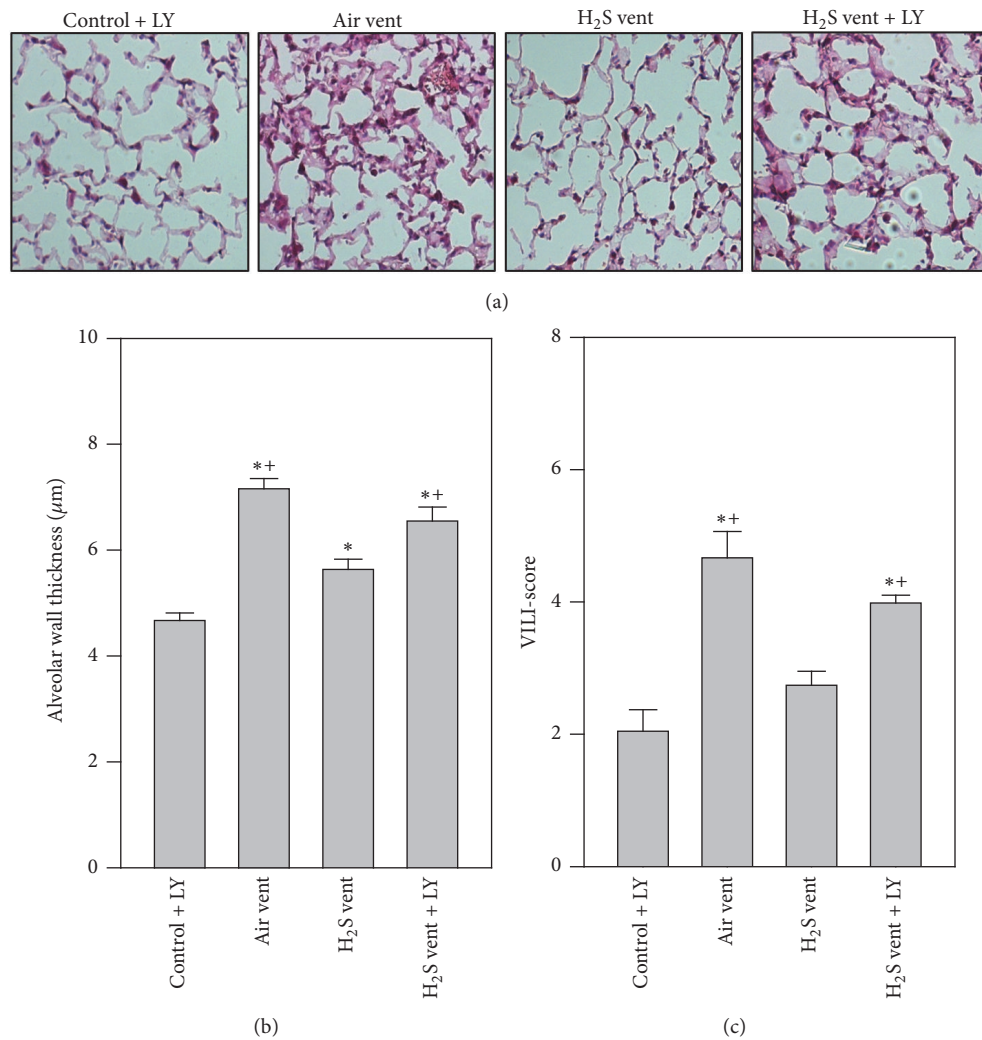 Control + LY
Air vent
H₂S vent
H₂S vent + LY
(a)
10
8
6
4
2
0
Alveolar wall thickness (μm)
*+
*
*+
Control + LY
Air vent
H₂S vent
H₂S vent + LY
(b)
8
6
4
2
0
VILI-score
*+
*+
Control + LY
Air vent
H₂S vent
H₂S vent + LY
(c)